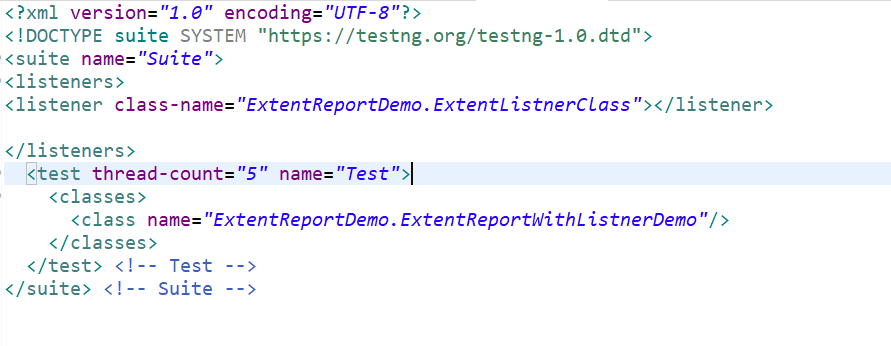 <?xml version="1.0" encoding="UTF-8"?>
<!DOCTYPE suite SYSTEM "https://testng.org/testng-1.0.dtd">
<suite name="Suite">
<listeners>
<listener class-name="ExtentReportDemo.ExtentListnerClass"></listener>
</listeners>
<test thread-count="5" name="Test">
<classes>
<class name="ExtentReportDemo.ExtentReportWithListnerDemo"/>
</classes>
</test> <!-- Test -->
</suite> <!-- Suite -->